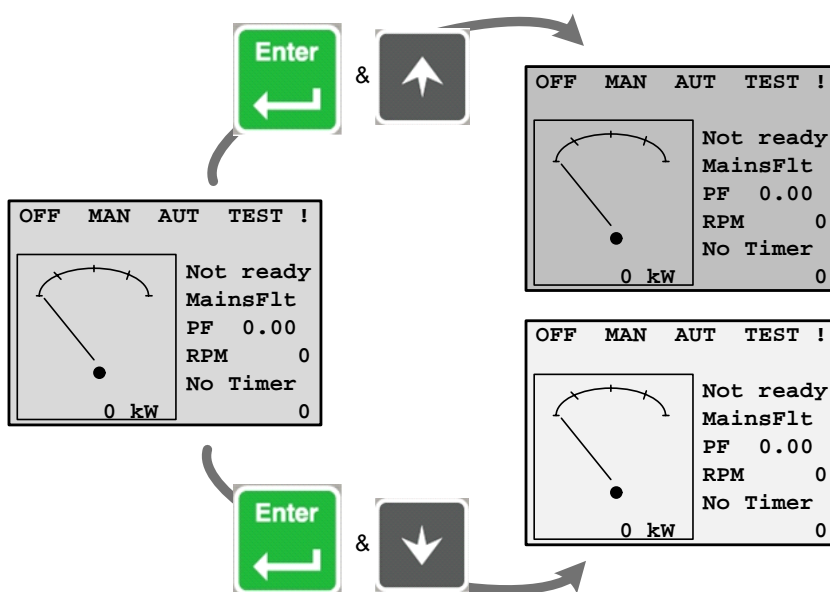 Enter
&
OFF MAN AUT TEST !
Not ready
MainsFlt
PF 0.00
RPM 0
No Timer
0 kW 0
OFF MAN AUT TEST !
Not ready
MainsFlt
PF 0.00
RPM 0
No Timer
0 kW 0
OFF MAN AUT TEST !
Not ready
MainsFlt
PF 0.00
RPM 0
No Timer
0 kW 0
Enter
&